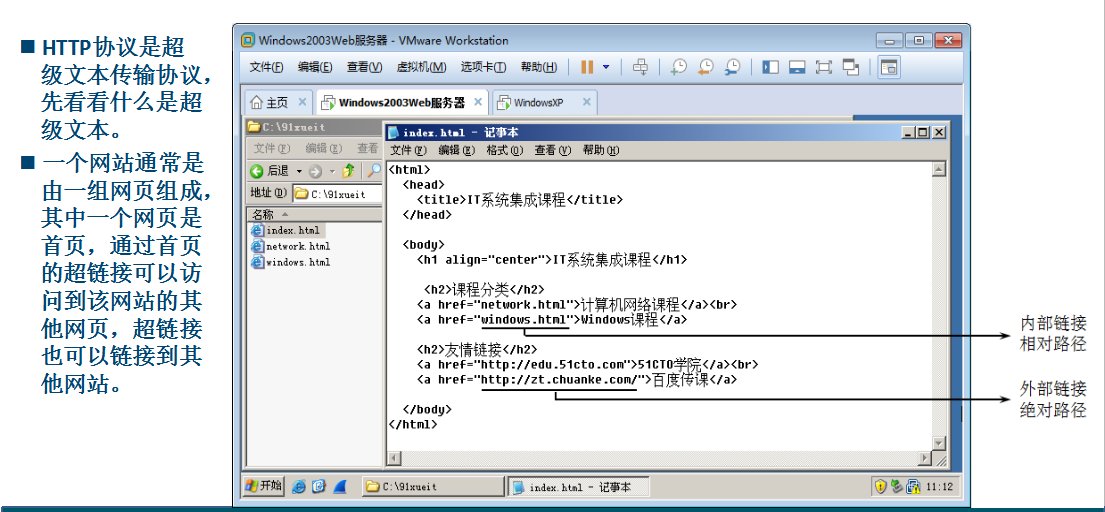 ■ HTTP协议是超
级文本传输协议，
先看看什么是超
级文本。
■ 一个网站通常是
由一组网页组成，
其中一个网页是
首页，通过首页
的超链接可以访
问到该网站的其
他网页，超链接
也可以链接到其
他网站。
Windows2003Web服务器 - VMware Workstation
文件(F) 编辑(E) 查看(V) 虚拟机(M) 选项卡(T) 帮助(H)
主页 × Windows2003Web服务器 × WindowsXP ×
C:\91xueit
文件(F) 编辑(E) 查看
后退
地址(D) C:\91xueit
名称
index.html
network.html
windows.html
index.html - 记事本
文件(F) 编辑(E) 格式(O) 查看(V) 帮助(H)
<html>
<head>
<title>IT系统集成课程</title>
</head>
<body>
<h1 align="center">IT系统集成课程</h1>
<h2>课程分类</h2>
<a href="network.html">计算机网络课程</a><br>
<a href="windows.html">Windows课程</a>
<h2>友情链接</h2>
<a href="http://edu.51cto.com">51CTO学院</a><br>
<a href="http://zt.chuanke.com/">百度传课</a>
</body>
</html>
内部链接
相对路径
外部链接
绝对路径
开始 C:\91xueit index.html - 记事本 11:12